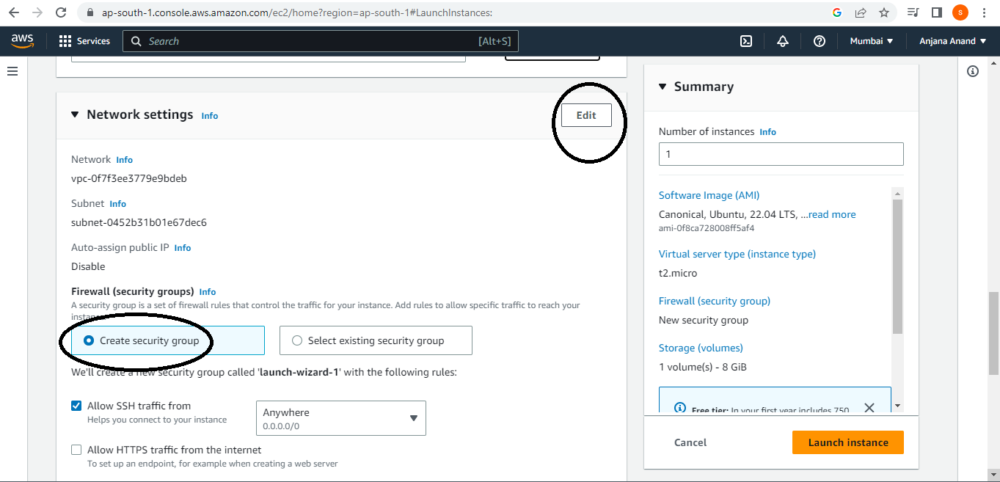 ap-south-1.console.aws.amazon.com/ec2/home?region=ap-south-1#LaunchInstances:
S
aws
Services
Search
[Alt+S]
Mumbai
Anjana Anand
Network settings Info
Edit
Network Info
vpc-0f7f3ee3779e9bdeb
Subnet Info
subnet-0452b31b01e67dec6
Auto-assign public IP Info
Disable
Firewall (security groups) Info
A security group is a set of firewall rules that control the traffic for your instance. Add rules to allow specific traffic to reach your
Create security group
Select existing security group
We'll create a new security group called 'launch-wizard-1' with the following rules:
Allow SSH traffic from
Helps you connect to your instance
Anywhere
0.0.0.0/0
Allow HTTPS traffic from the internet
To set up an endpoint, for example when creating a web server
Summary
Number of instances Info
1
Software Image (AMI)
Canonical, Ubuntu, 22.04 LTS, ...read more
ami-0f8ca728008ff5af4
Virtual server type (instance type)
t2.micro
Firewall (security group)
New security group
Storage (volumes)
1 volume(s) - 8 GiB
Free tier: In your first year includes 750
Cancel
Launch instance